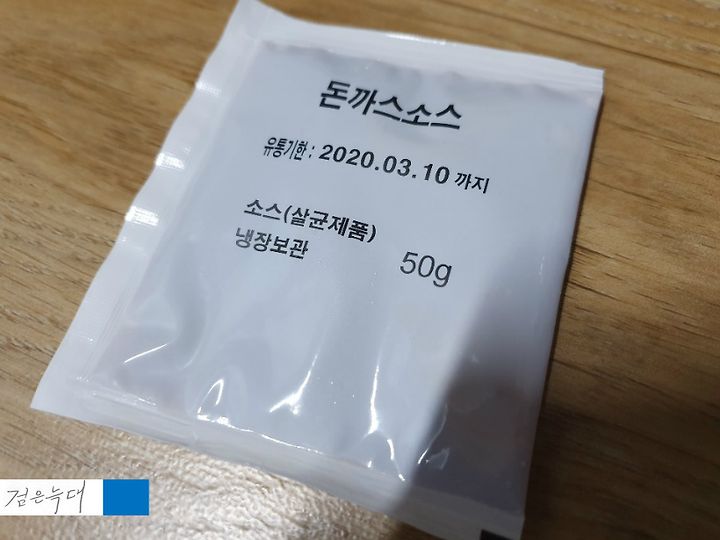 돈까스소스
유통기한 : 2020.03.10 까지
소스(살균제품)
냉장보관 50g
검은늑대